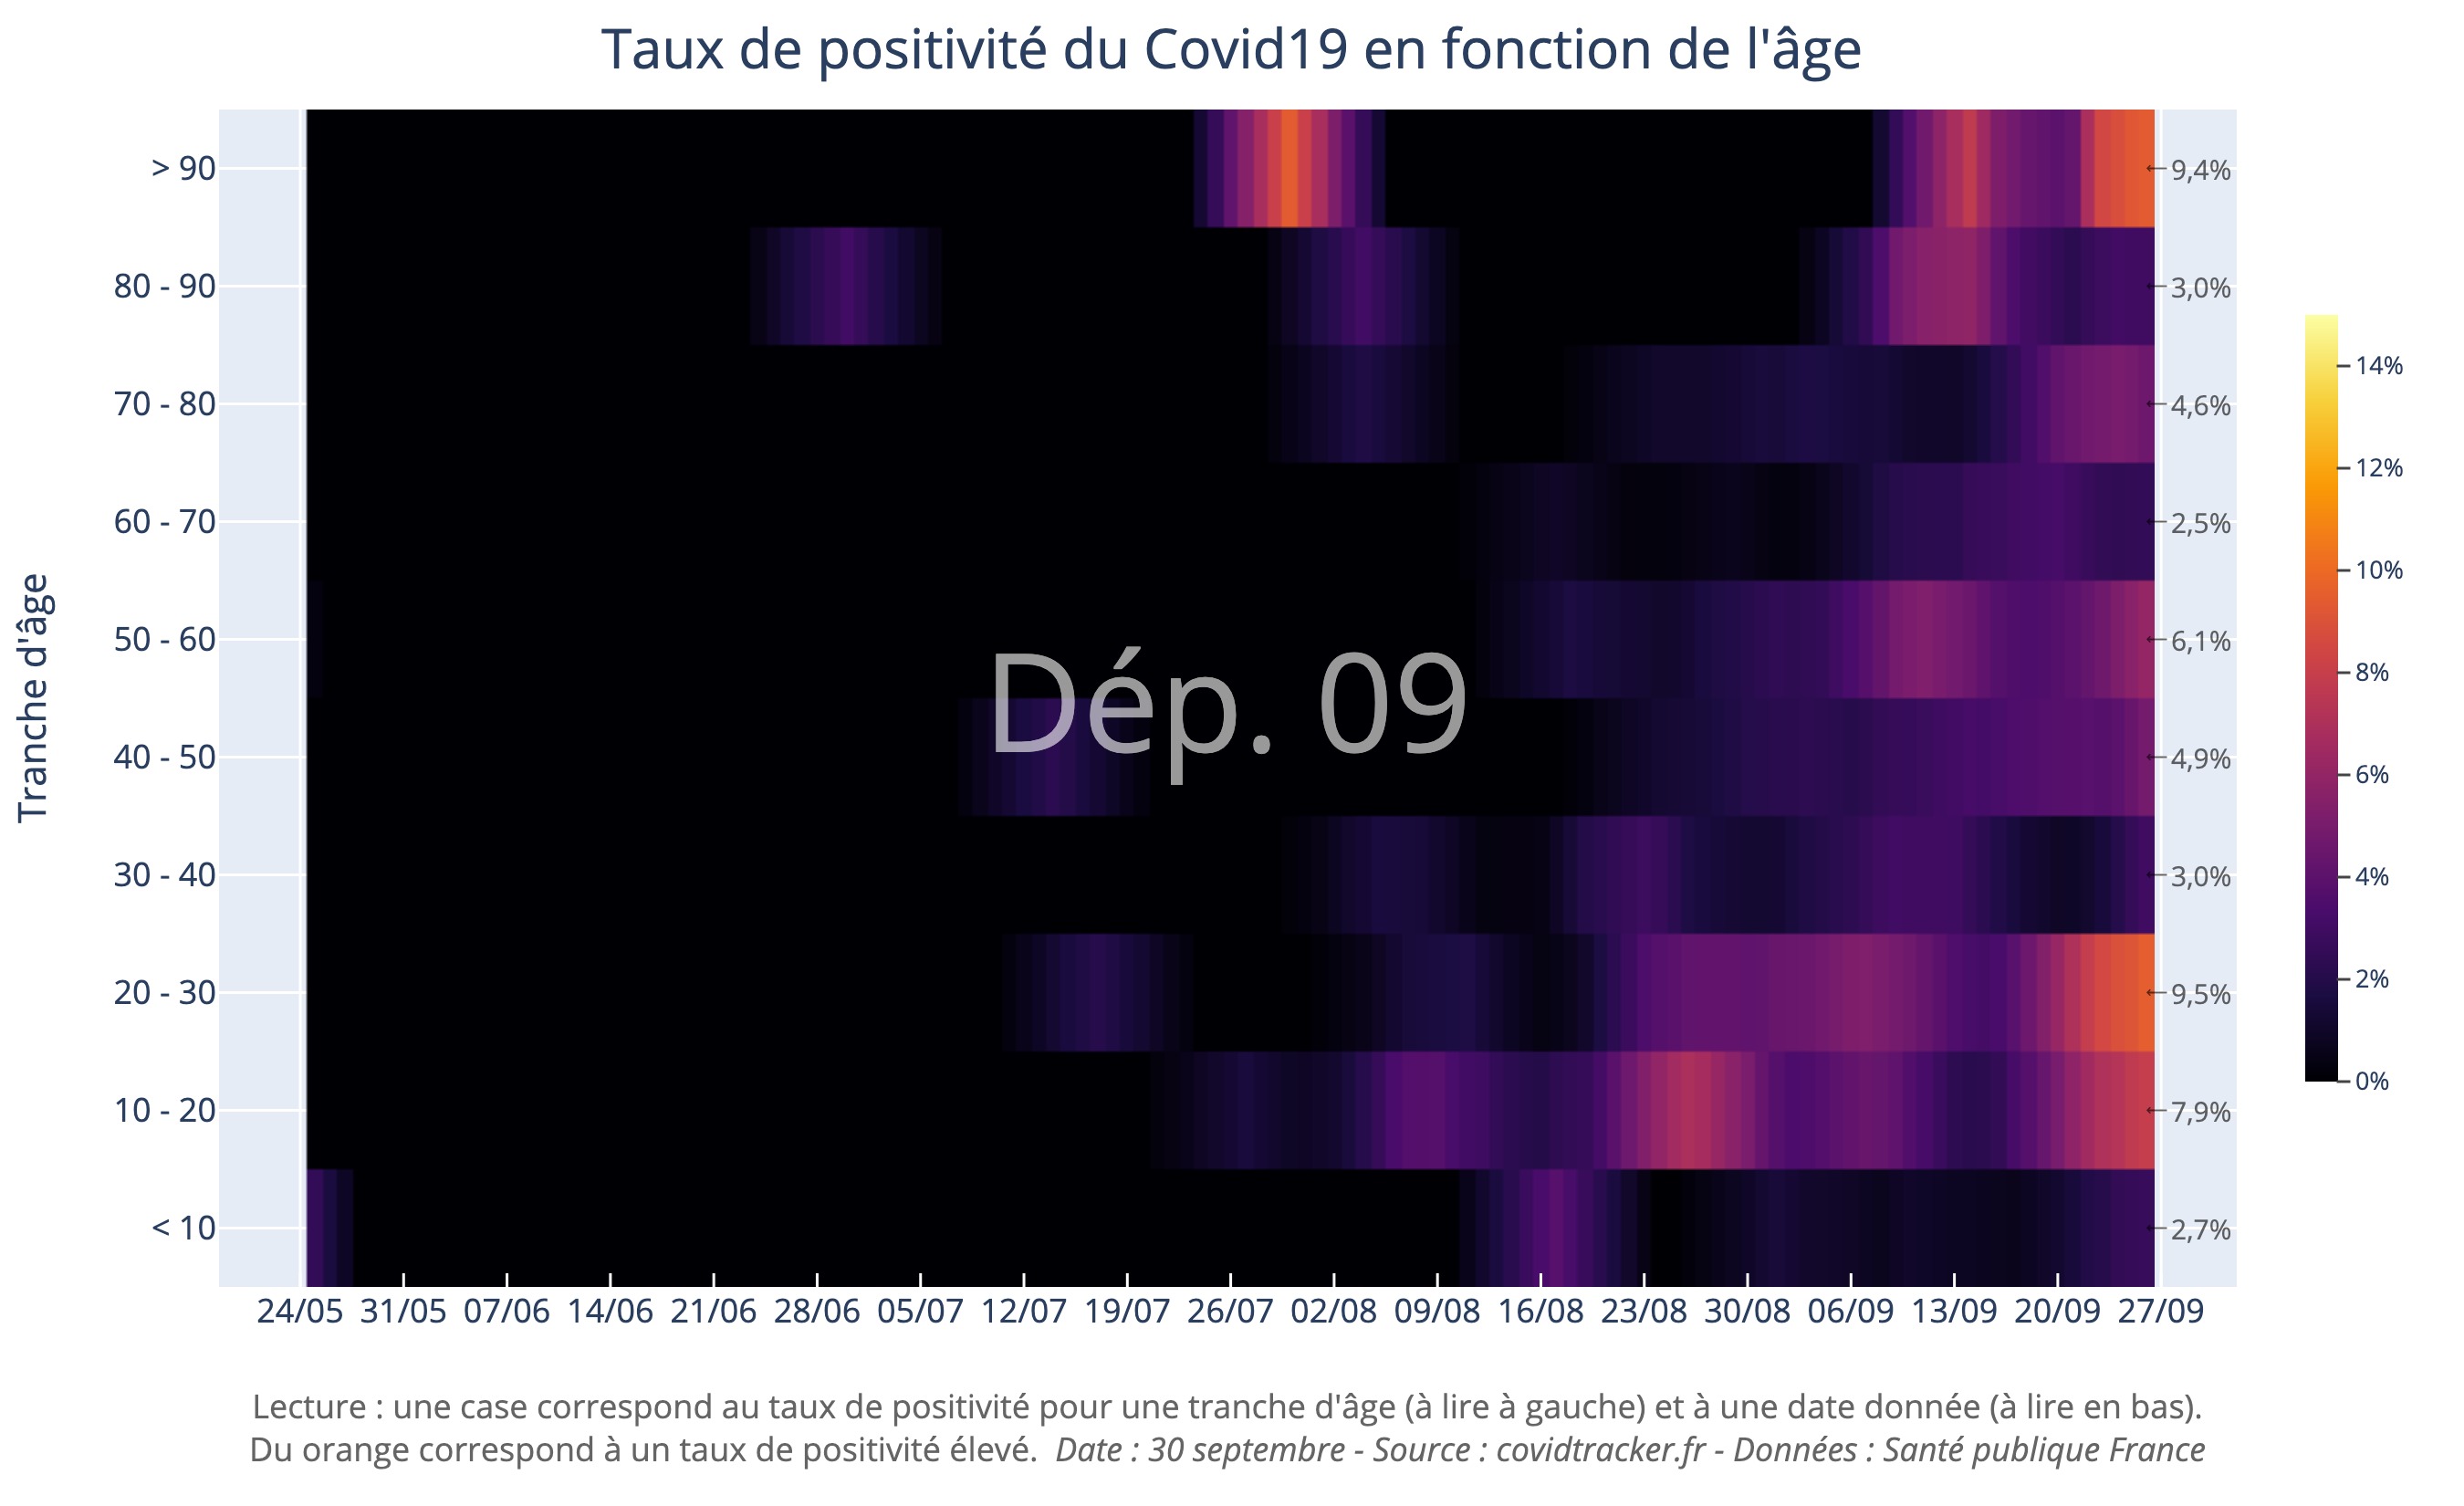 Taux de positivité du Covid19 en fonction de l'âge
Tranche d'âge
> 90
80 - 90
70 - 80
60 - 70
50 - 60
40 - 50
30 - 40
20 - 30
10 - 20
< 10
Dép. 09
9,4%
3,0%
4,6%
2,5%
6,1%
4,9%
3,0%
9,5%
7,9%
2,7%
14%
12%
10%
8%
6%
4%
2%
0%
24/05 31/05 07/06 14/06 21/06 28/06 05/07 12/07 19/07 26/07 02/08 09/08 16/08 23/08 30/08 06/09 13/09 20/09 27/09
Lecture : une case correspond au taux de positivité pour une tranche d'âge (à lire à gauche) et à une date donnée (à lire en bas).
Du orange correspond à un taux de positivité élevé. Date : 30 septembre - Source : covidtracker.fr - Données : Santé publique France